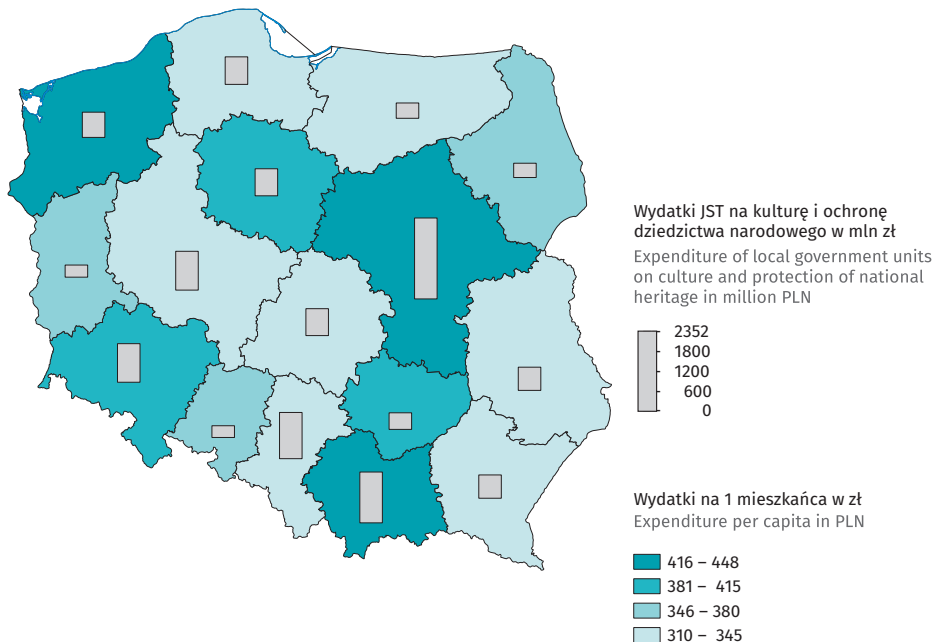 Wydatki JST na kulturę i ochronę
dziedzictwa narodowego w mln zł
Expenditure of local government units
on culture and protection of national
heritage in million PLN
2352
1800
1200
600
0
Wydatki na 1 mieszkańca w zł
Expenditure per capita in PLN
416 – 448
381 – 415
346 – 380
310 – 345